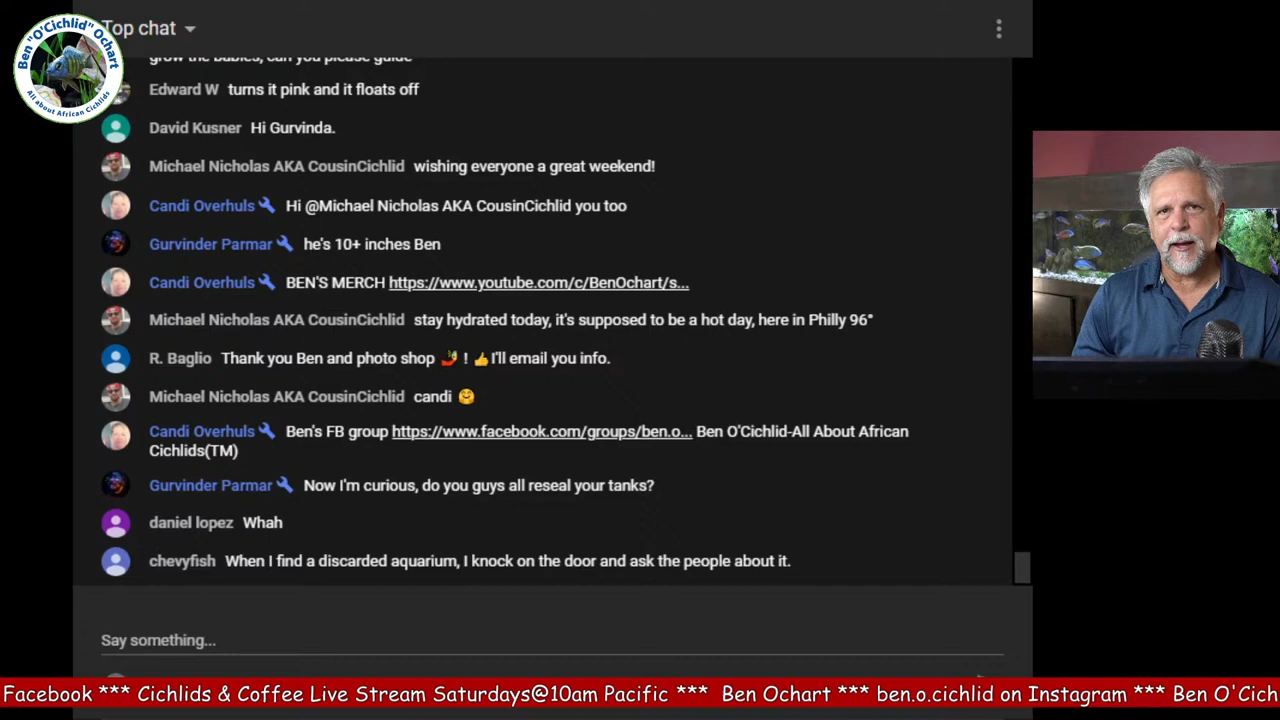 Ben "O'Cichlid" Ochart
All about African Cichlids
Top chat
grow the babies, can you please guide
Edward W turns it pink and it floats off
David Kusner Hi Gurvinda.
Michael Nicholas AKA CousinCichlid wishing everyone a great weekend!
Candi Overhuls Hi @Michael Nicholas AKA CousinCichlid you too
Gurvinder Parmar he's 10+ inches Ben
Candi Overhuls BEN'S MERCH https://www.youtube.com/c/BenOchart/s...
Michael Nicholas AKA CousinCichlid stay hydrated today, it's supposed to be a hot day, here in Philly 96°
R. Baglio Thank you Ben and photo shop 🌶️ ! 👍I'll email you info.
Michael Nicholas AKA CousinCichlid candi 🤗
Candi Overhuls Ben's FB group https://www.facebook.com/groups/ben.o... Ben O'Cichlid-All About African
Cichlids(TM)
Gurvinder Parmar Now I'm curious, do you guys all reseal your tanks?
daniel lopez Whah
chevyfish When I find a discarded aquarium, I knock on the door and ask the people about it.
Say something...
Facebook *** Cichlids & Coffee Live Stream Saturdays@10am Pacific *** Ben Ochart *** ben.o.cichlid on Instagram *** Ben O'Cich